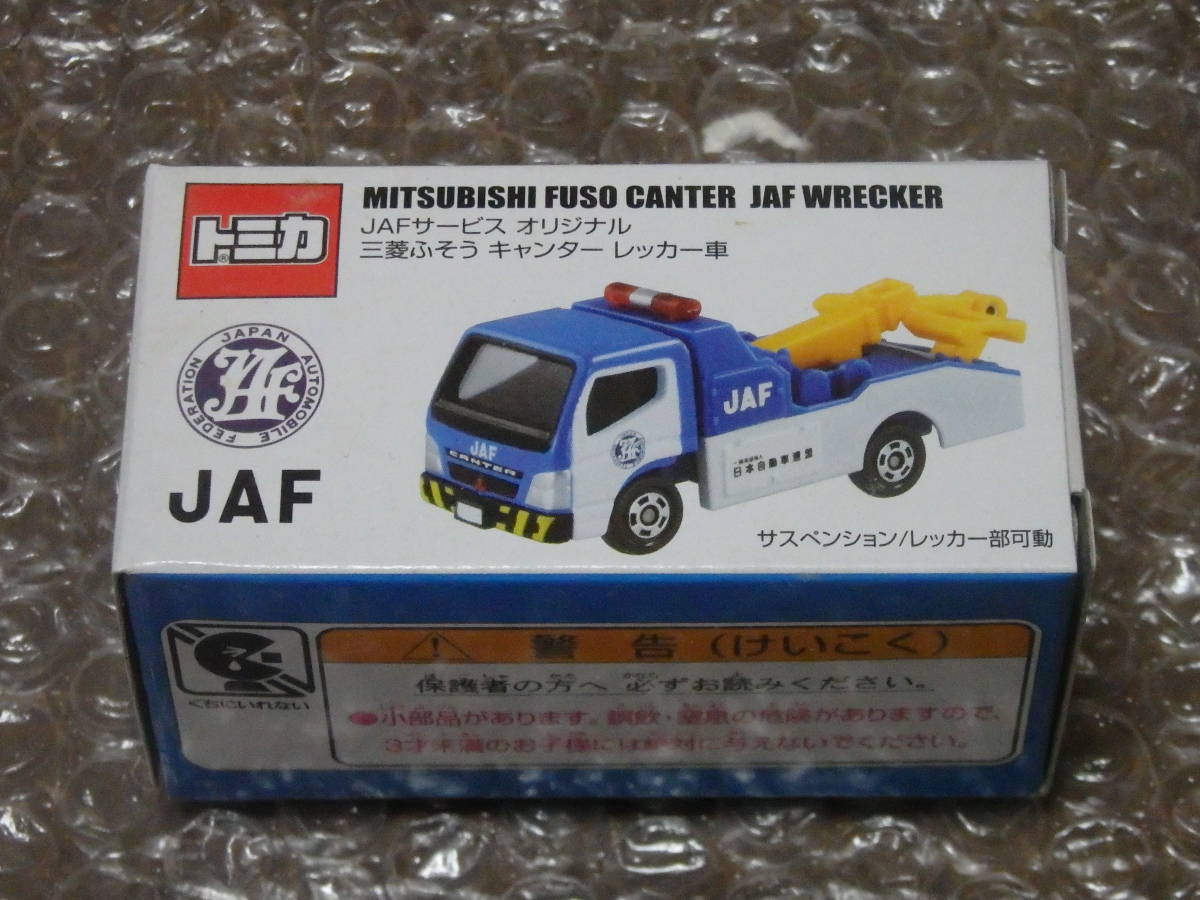 トミカ®
MITSUBISHI FUSO CANTER JAF WRECKER
JAFサービス オリジナル
三菱ふそう キャンター レッカー車
JAPAN AUTOMOBILE FEDERATION
JAF
JAF
JAF
JAF
CANTER
一般社団法人
日本自動車連盟
サスペンション/レッカー部可動
警告(けいこく)
くちにいれない
保護者の方へ 必ずお読みください。
●小部品があります。誤飲・窒息の危険がありますので、
3才未満のお子様には絶対に与えないでください。